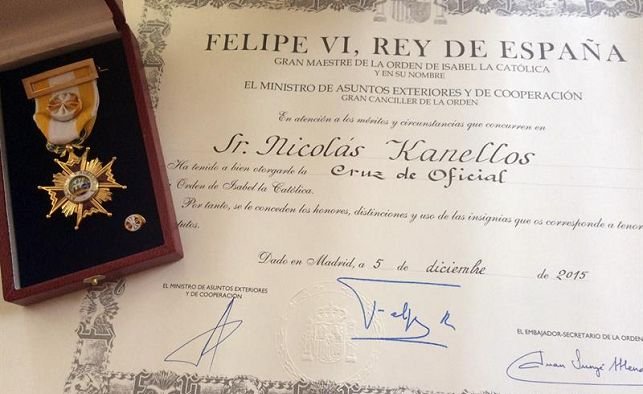 FELIPE VI, REY DE ESPAÑA
GRAN MAESTRE DE LA ORDEN DE ISABEL LA CATÓLICA
Y EN SU NOMBRE
EL MINISTRO DE ASUNTOS EXTERIORES Y DE COOPERACIÓN
GRAN CANCILLER DE LA ORDEN
En atención a los méritos y circunstancias que concurren en
Sr. Nicolás Kanellos
Ha tenido a bien otorgarle la Cruz de Oficial
Orden de Isabel la Católica.
Por tanto, se le conceden los honores, distinciones y uso de las insignias que os corresponde a tenor
Dado en Madrid, a 5 de diciembre de 2015
EL MINISTRO DE ASUNTOS EXTERIORES
Y DE COOPERACIÓN
EL EMBAJADOR-SECRETARIO DE LA ORDEN